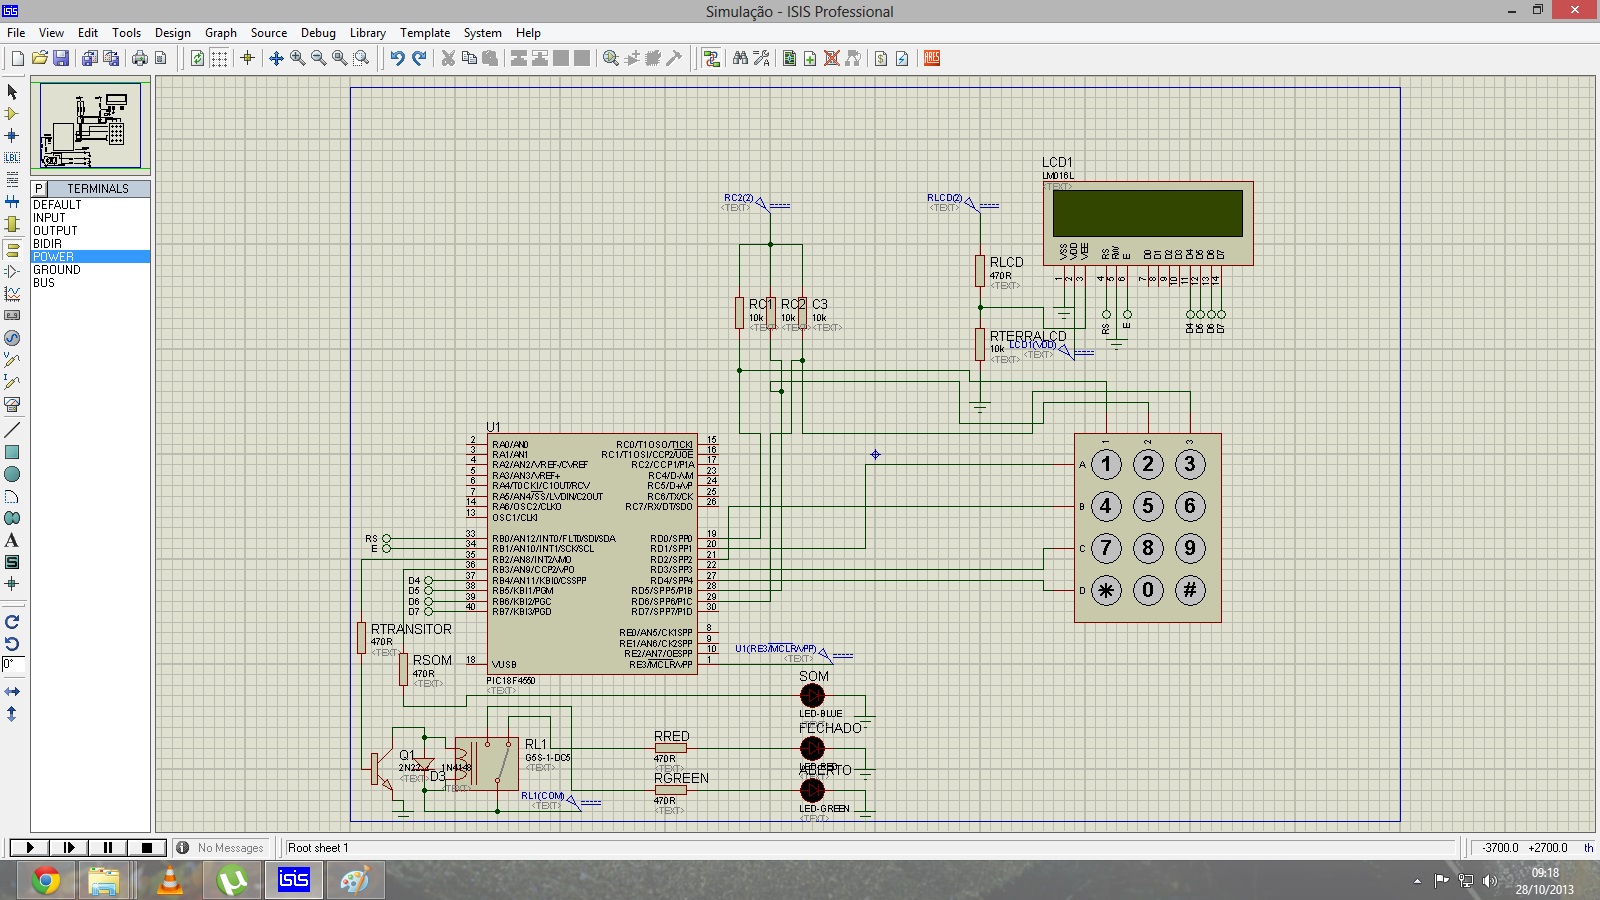 Simulação - ISIS Professional
File View Edit Tools Design Graph Source Debug Library Template System Help
P TERMINALS
DEFAULT
INPUT
OUTPUT
BIDIR
POWER
GROUND
BUS
LBL
A
S
0°
LCD1
LM016L
<TEXT>
VSS VDD VEE RS RW E D0 D1 D2 D3 D4 D5 D6 D7
1 2 3 4 5 6 7 8 9 10 11 12 13 14
RS E D4 D5 D6 D7
RC2(2)
<TEXT>
RLCD(2)
<TEXT>
RLCD
470R
<TEXT>
RC1 RC2 C3
10k 10k 10k
<TEXT> <TEXT> <TEXT>
RTERRALCD
10k
<TEXT>
LCD1(VDD)
<TEXT>
U1
2 RA0/AN0 RC0/T1OSO/T1CKI 15
3 RA1/AN1 RC1/T1OSI/CCP2/UOE 16
4 RA2/AN2/VREF-/CVREF RC2/CCP1/P1A 17
5 RA3/AN3/VREF+ RC4/D-/VM 23
6 RA4/T0CKI/C1OUT/RCV RC5/D+/VP 24
7 RA5/AN4/SS/LVDIN/C2OUT RC6/TX/CK 25
14 RA6/OSC2/CLKO RC7/RX/DT/SDO 26
13 OSC1/CLKI
RS 33 RB0/AN12/INT0/FLT0/SDI/SDA RD0/SPP0 19
E 34 RB1/AN10/INT1/SCK/SCL RD1/SPP1 20
35 RB2/AN8/INT2/VMO RD2/SPP2 21
36 RB3/AN9/CCP2/VPO RD3/SPP3 22
D4 37 RB4/AN11/KBI0/CSSPP RD4/SPP4 27
D5 38 RB5/KBI1/PGM RD5/SPP5/P1B 28
D6 39 RB6/KBI2/PGC RD6/SPP6/P1C 29
D7 40 RB7/KBI3/PGD RD7/SPP7/P1D 30
RE0/AN5/CK1SPP 8
RE1/AN6/CK2SPP 9
RE2/AN7/OESPP 10
18 VUSB RE3/MCLR/VPP 1
PIC18F4550
<TEXT>
1 2 3
A 1 2 3
B 4 5 6
C 7 8 9
D * 0 #
RTRANSITOR
470R
<TEXT>
RSOM
470R
<TEXT>
U1(RE3/MCLR/VPP)
<TEXT>
SOM
LED-BLUE
FECHADO
ABERTO
LED-GREEN
<TEXT>
Q1
<TEXT>
D3
1N4148
<TEXT>
RL1
G5S-1-DC5
<TEXT>
RL1(COM)
<TEXT>
RRED
470R
<TEXT>
RGREEN
470R
<TEXT>
No Messages
Root sheet 1
-3700.0 +2700.0 th
isis
09:18
28/10/2013